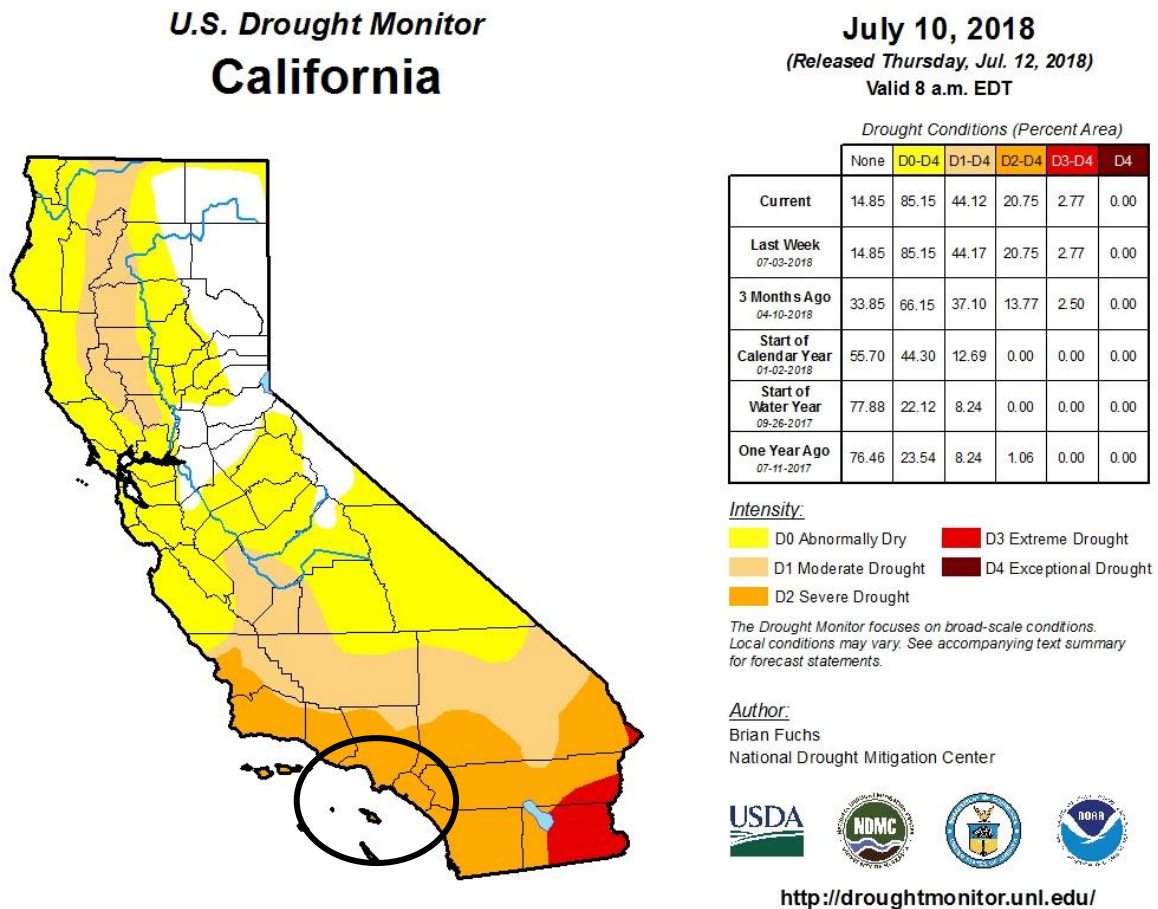 U.S. Drought Monitor
California
July 10, 2018
(Released Thursday, Jul. 12, 2018)
Valid 8 a.m. EDT
Drought Conditions (Percent Area)
None D0-D4 D1-D4 D2-D4 D3-D4 D4
Current 14.85 85.15 44.12 20.75 2.77 0.00
Last Week
07-03-2018 14.85 85.15 44.17 20.75 2.77 0.00
3 Months Ago
04-10-2018 33.85 66.15 37.10 13.77 2.50 0.00
Start of
Calendar Year
01-02-2018 55.70 44.30 12.69 0.00 0.00 0.00
Start of
Water Year
09-26-2017 77.88 22.12 8.24 0.00 0.00 0.00
One Year Ago
07-11-2017 76.46 23.54 8.24 1.06 0.00 0.00
Intensity:
D0 Abnormally Dry
D1 Moderate Drought
D2 Severe Drought
D3 Extreme Drought
D4 Exceptional Drought
The Drought Monitor focuses on broad-scale conditions.
Local conditions may vary. See accompanying text summary
for forecast statements.
Author:
Brian Fuchs
National Drought Mitigation Center
USDA
NDMC
NOAA
http://droughtmonitor.unl.edu/